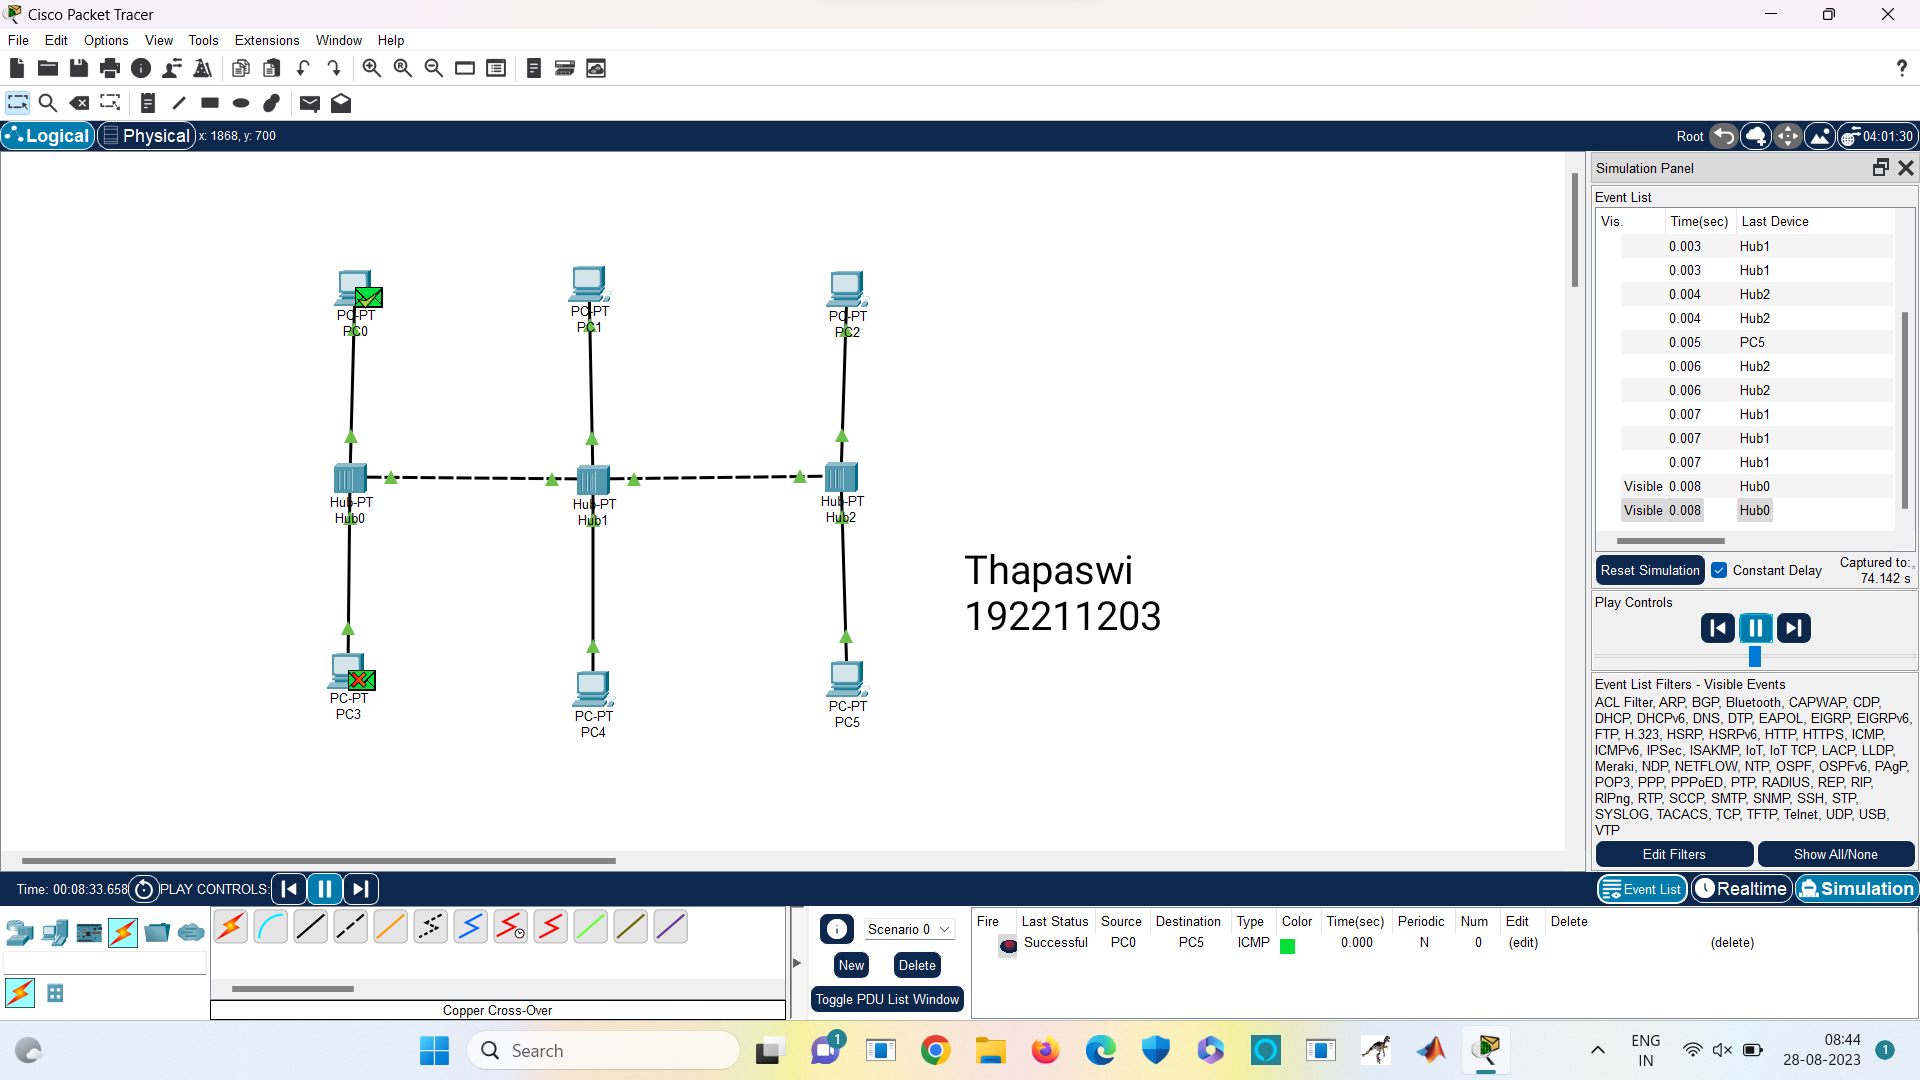 Cisco Packet Tracer
File Edit Options View Tools Extensions Window Help
Logical Physical x: 1868, y: 700 Root 04:01:30
Simulation Panel
Event List
Vis. Time(sec) Last Device
0.003 Hub1
0.003 Hub1
0.004 Hub2
0.004 Hub2
0.005 PC5
0.006 Hub2
0.006 Hub2
0.007 Hub1
0.007 Hub1
0.007 Hub1
Visible 0.008 Hub0
Visible 0.008 Hub0
Reset Simulation Constant Delay Captured to:
74.142 s
Play Controls
Event List Filters - Visible Events
ACL Filter, ARP, BGP, Bluetooth, CAPWAP, CDP,
DHCP, DHCPv6, DNS, DTP, EAPOL, EIGRP, EIGRPv6,
FTP, H.323, HSRP, HSRPv6, HTTP, HTTPS, ICMP,
ICMPv6, IPSec, ISAKMP, IoT, IoT TCP, LACP, LLDP,
Meraki, NDP, NETFLOW, NTP, OSPF, OSPFv6, PAgP,
POP3, PPP, PPPoED, PTP, RADIUS, REP, RIP,
RIPng, RTP, SCCP, SMTP, SNMP, SSH, STP,
SYSLOG, TACACS, TCP, TFTP, Telnet, UDP, USB,
VTP
Edit Filters Show All/None
PC-PT
PC0
PC-PT
PC1
PC-PT
PC2
Hub-PT
Hub0
Hub-PT
Hub1
Hub-PT
Hub2
PC-PT
PC3
PC-PT
PC4
PC-PT
PC5
Thapaswi
192211203
Time: 00:08:33.658 PLAY CONTROLS: Event List Realtime Simulation
Scenario 0
New Delete
Toggle PDU List Window
Fire Last Status Source Destination Type Color Time(sec) Periodic Num Edit Delete
Successful PC0 PC5 ICMP 0.000 N 0 (edit) (delete)
Copper Cross-Over
Search
1
ENG
IN
08:44
28-08-2023
1